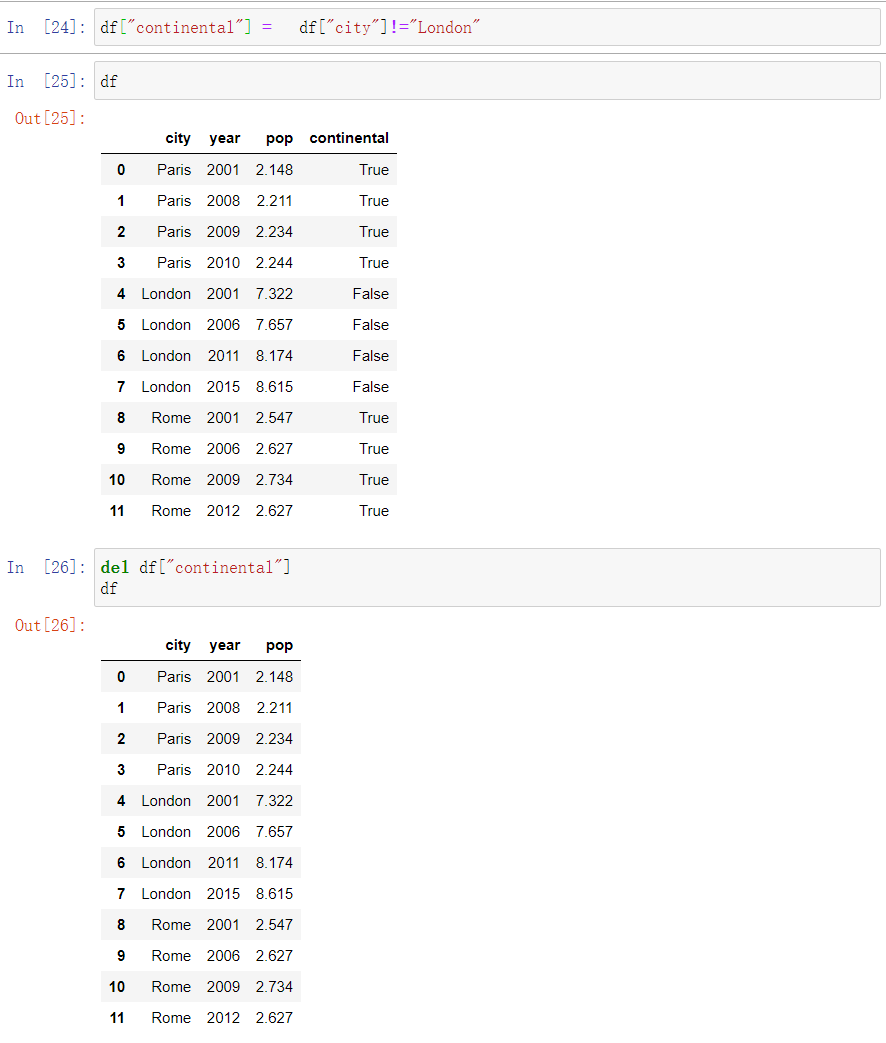 In [24]: df["continental"] = df["city"]!="London"
In [25]: df
Out[25]:
city year pop continental
0 Paris 2001 2.148 True
1 Paris 2008 2.211 True
2 Paris 2009 2.234 True
3 Paris 2010 2.244 True
4 London 2001 7.322 False
5 London 2006 7.657 False
6 London 2011 8.174 False
7 London 2015 8.615 False
8 Rome 2001 2.547 True
9 Rome 2006 2.627 True
10 Rome 2009 2.734 True
11 Rome 2012 2.627 True
In [26]: del df["continental"]
df
Out[26]:
city year pop
0 Paris 2001 2.148
1 Paris 2008 2.211
2 Paris 2009 2.234
3 Paris 2010 2.244
4 London 2001 7.322
5 London 2006 7.657
6 London 2011 8.174
7 London 2015 8.615
8 Rome 2001 2.547
9 Rome 2006 2.627
10 Rome 2009 2.734
11 Rome 2012 2.627